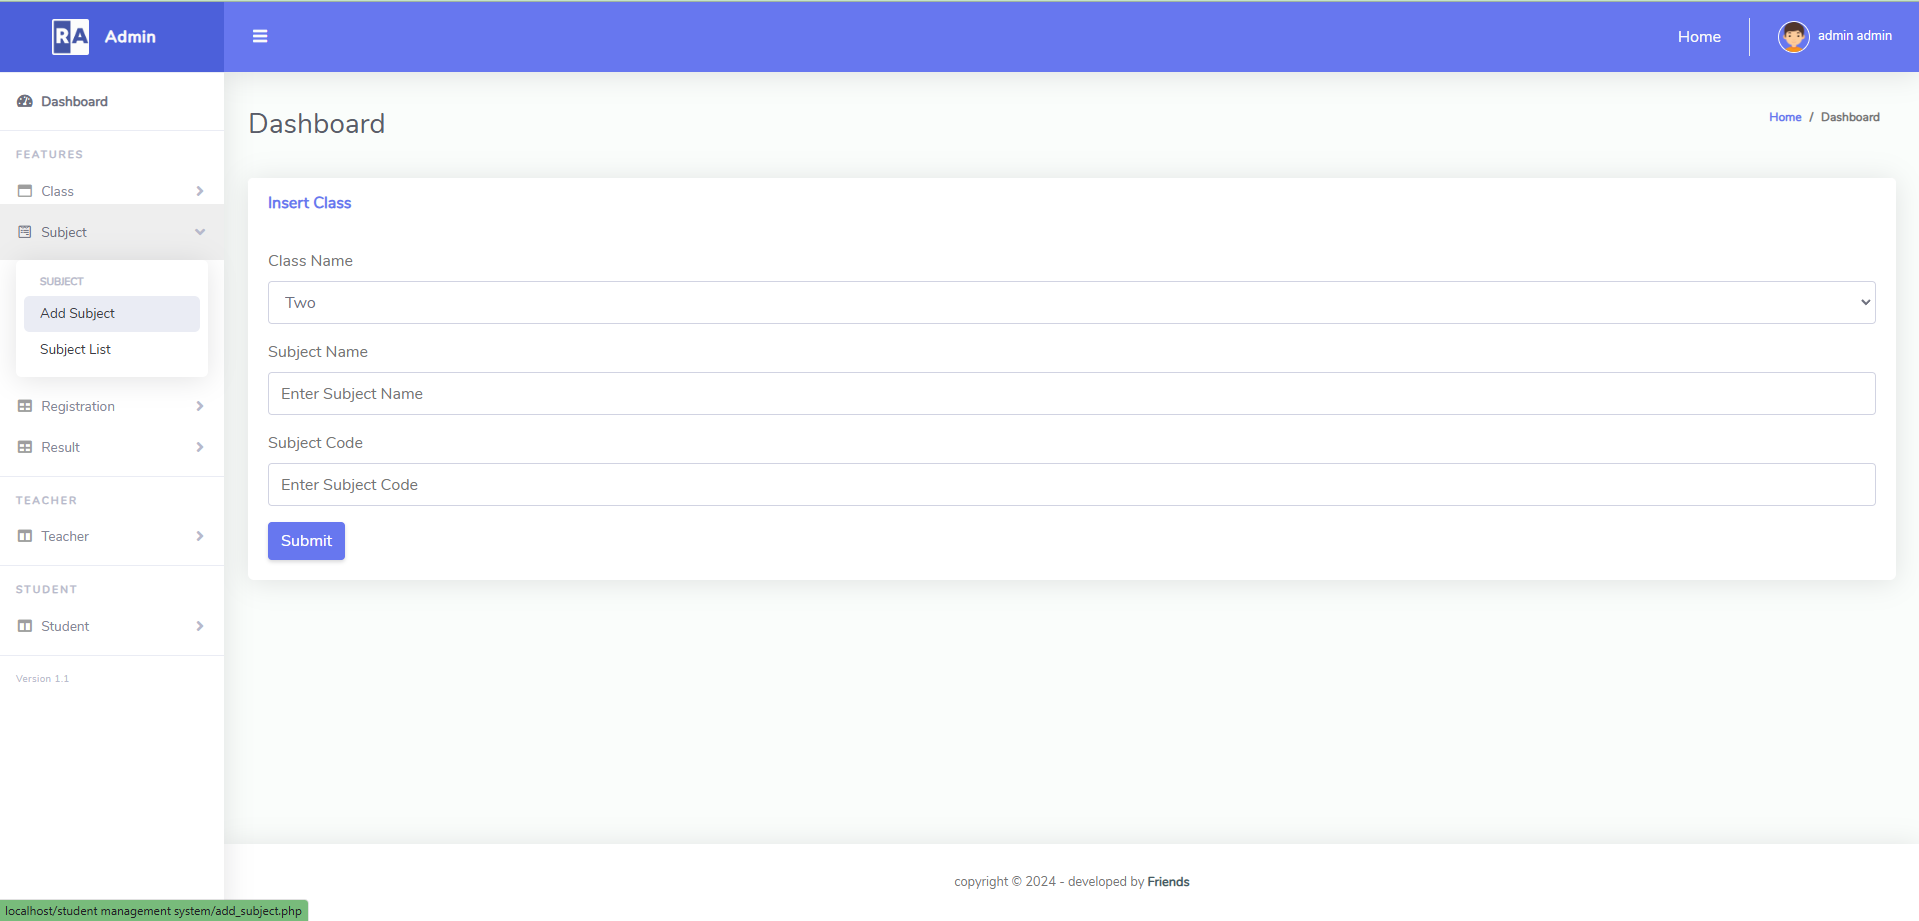 RA Admin
Home
admin admin
Dashboard
FEATURES
Class
Subject
SUBJECT
Add Subject
Subject List
Registration
Result
TEACHER
Teacher
STUDENT
Student
Version 1.1
Dashboard
Home / Dashboard
Insert Class
Class Name
Two
Subject Name
Enter Subject Name
Subject Code
Enter Subject Code
Submit
copyright © 2024 - developed by Friends
localhost/student management system/add_subject.php